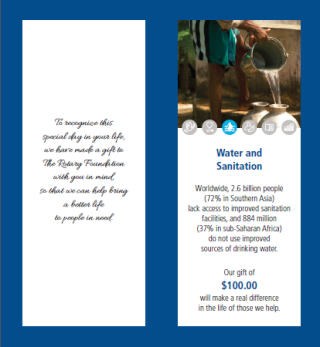 To recognize this
special day in your life,
we have made a gift to
The Rotary Foundation
with you in mind,
so that we can help bring
a better life
to people in need.
Water and
Sanitation
Worldwide, 2.6 billion people
(72% in Southern Asia)
lack access to improved sanitation
facilities, and 884 million
(37% in sub-Saharan Africa)
do not use improved
sources of drinking water.
Our gift of
$100.00
will make a real difference
in the life of those we help.